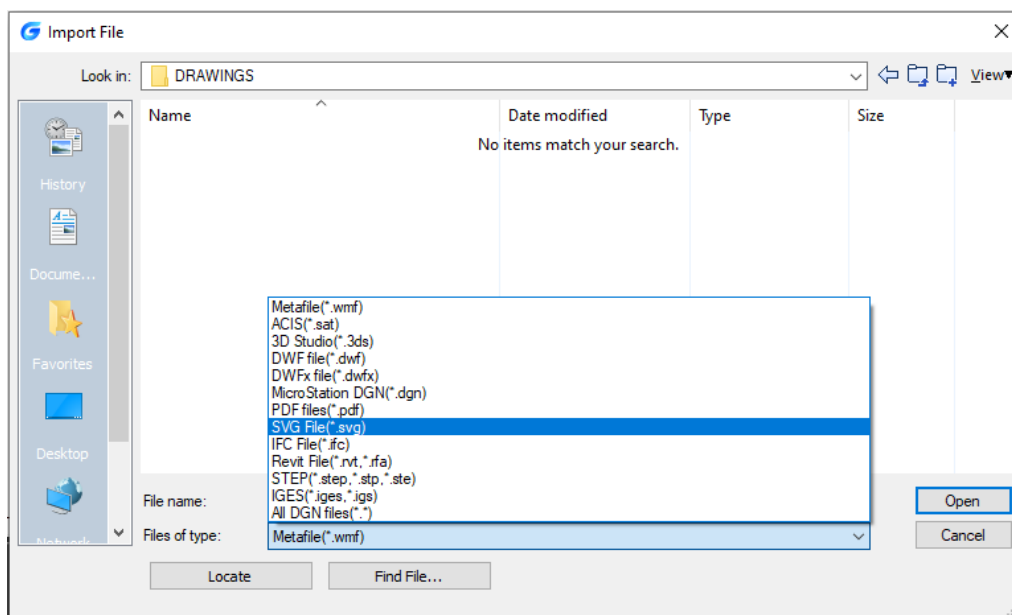 Import File
Look in:
DRAWINGS
View
Name
Date modified
Type
Size
No items match your search.
History
Docume...
Favorites
Desktop
Network
Metafile(*.wmf)
ACIS(*.sat)
3D Studio(*.3ds)
DWF file(*.dwf)
DWFx file(*.dwfx)
MicroStation DGN(*.dgn)
PDF files(*.pdf)
SVG File(*.svg)
IFC File(*.ifc)
Revit File(*.rvt,*.rfa)
STEP(*.step,*.stp,*.ste)
IGES(*.iges,*.igs)
All DGN files(*.*)
File name:
Open
Files of type:
Metafile(*.wmf)
Cancel
Locate
Find File...